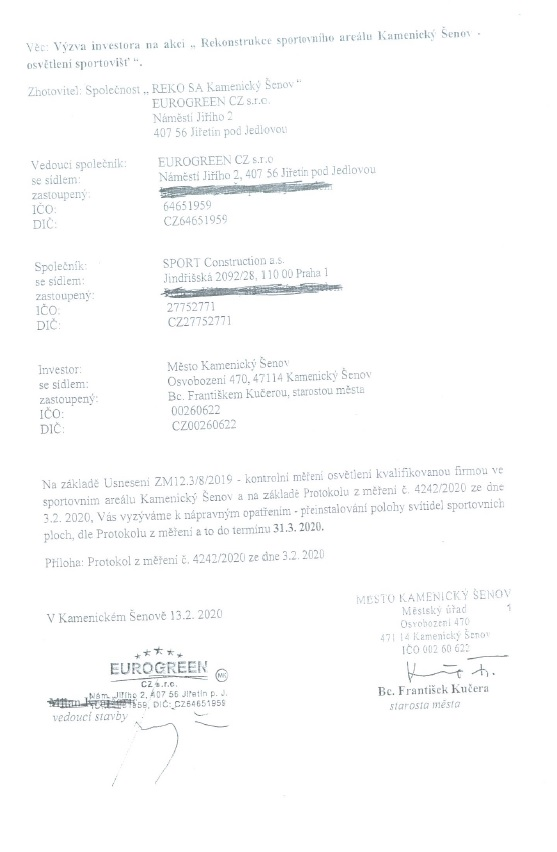 Věc: Výzva investora na akci „ Rekonstrukce sportovního areálu Kamenický Šenov -
osvětlení sportovišť “.
Zhotovitel: Společnost „ REKO SA Kamenický Šenov“
EUROGREEN CZ s.r.o.
Náměstí Jiřího 2
407 56 Jiřetín pod Jedlovou
Vedoucí společník: EUROGREEN CZ s.r.o
se sídlem: Náměstí Jiřího 2, 407 56 Jiřetín pod Jedlovou
zastoupený:
IČO: 64651959
DIČ: CZ64651959
Společník: SPORT Construction a.s.
se sídlem: Jindřišská 2092/28, 110 00 Praha 1
zastoupený:
IČO: 27752771
DIČ: CZ27752771
Investor: Město Kamenický Šenov
se sídlem: Osvobození 470, 47114 Kamenický Šenov
zastoupený: Bc. Františkem Kučerou, starostou města
IČO: 00260622
DIČ: CZ00260622
Na základě Usnesení ZM12.3/8/2019 - kontrolní měření osvětlení kvalifikovanou firmou ve
sportovním areálu Kamenický Šenov a na základě Protokolu z měření č. 4242/2020 ze dne
3.2. 2020, Vás vyzýváme k nápravným opatřením - přeinstalování polohy svítidel sportovních
ploch, dle Protokolu z měření a to do termínu 31.3. 2020.
Příloha: Protokol z měření č. 4242/2020 ze dne 3.2. 2020
V Kamenickém Šenově 13.2. 2020
MĚSTO KAMENICKÝ ŠENOV
Městský úřad 1
Osvobození 470
471 14 Kamenický Šenov
IČO 002 60 622
EUROGREEN
CZ s.r.o. MK
Nám. Jiřího 2, 407 56 Jiřetín p. J.
1959, DIČ: CZ64651959
vedoucí stavby
Bc. František Kučera
starosta města